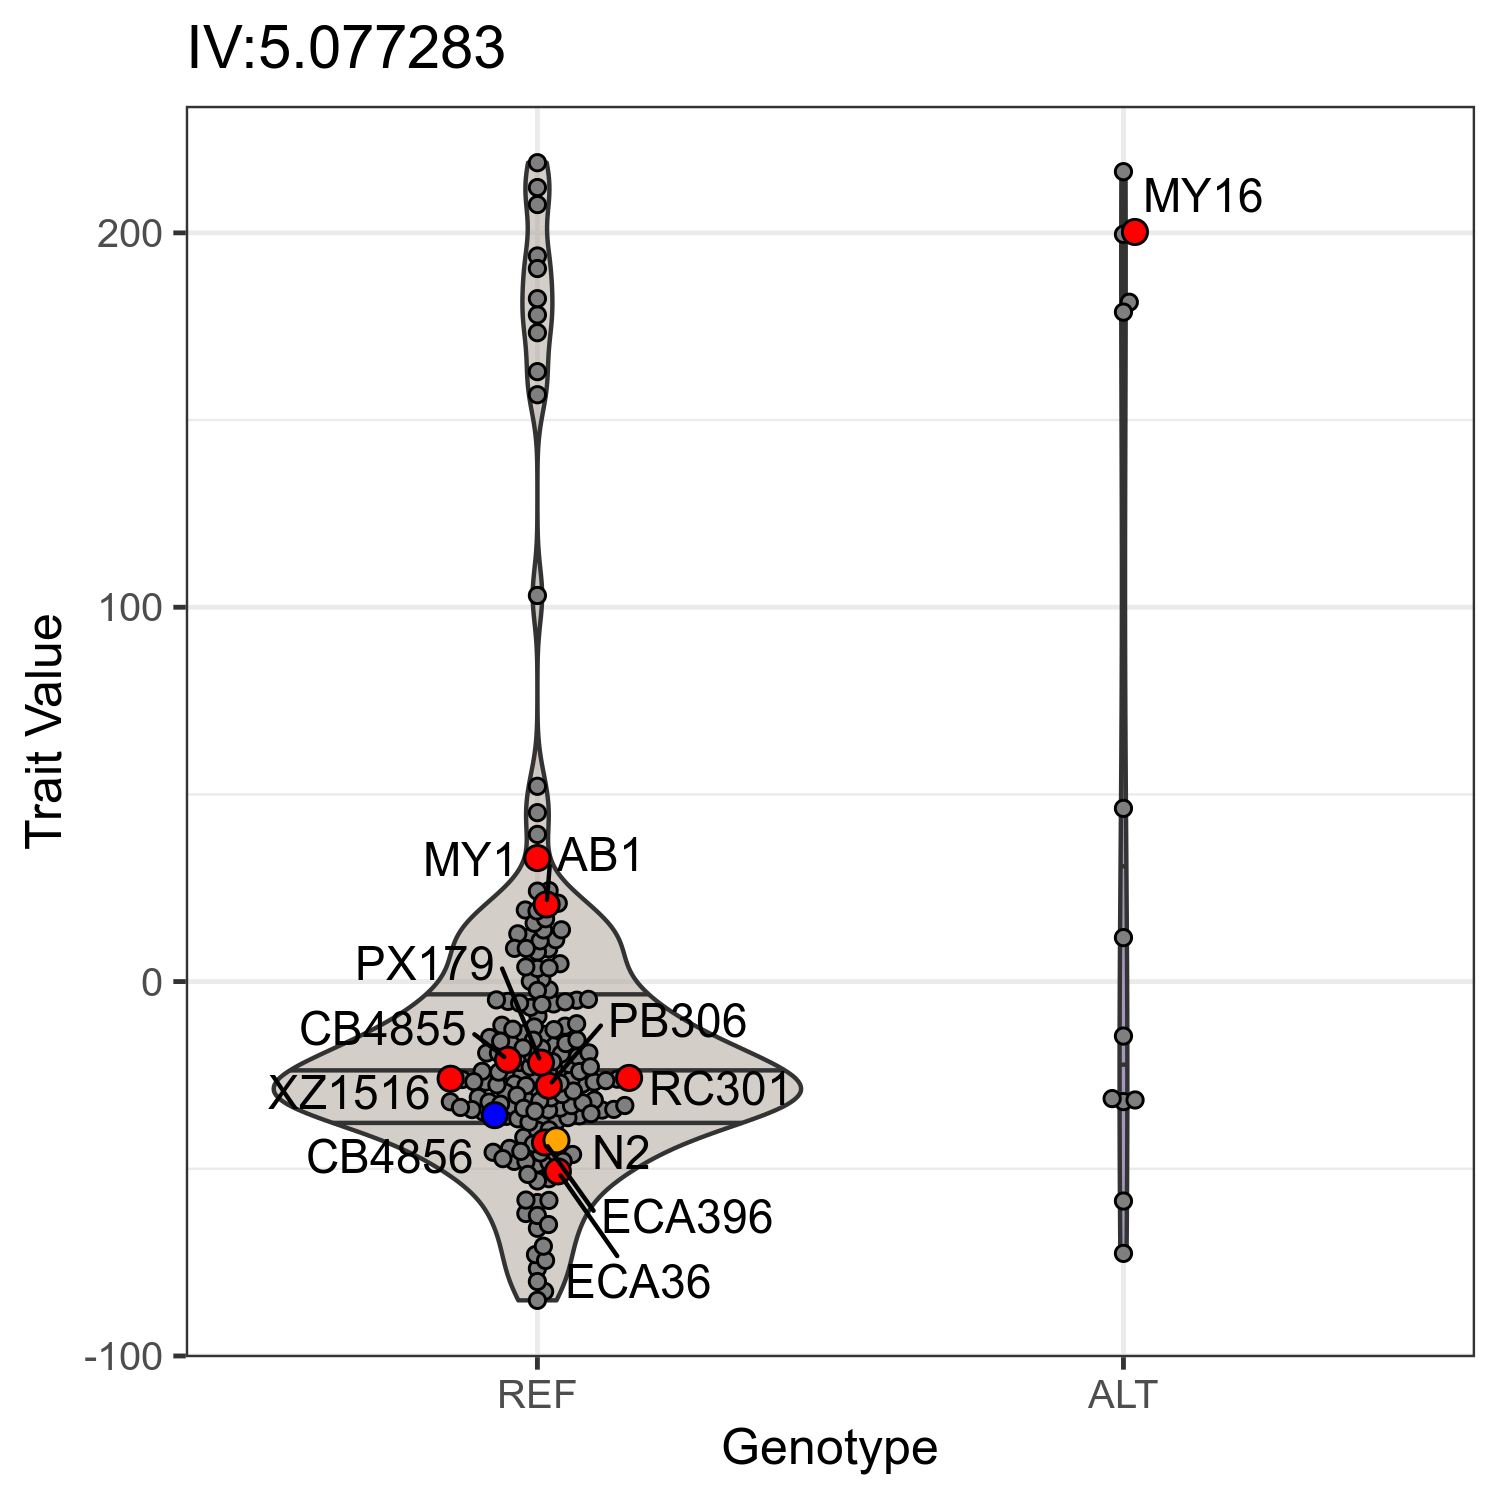 IV:5.077283
Trait Value
200
100
0
-100
MY16
MY1
AB1
PX179
CB4855
PB306
XZ1516
RC301
CB4856
N2
ECA396
ECA36
REF
ALT
Genotype